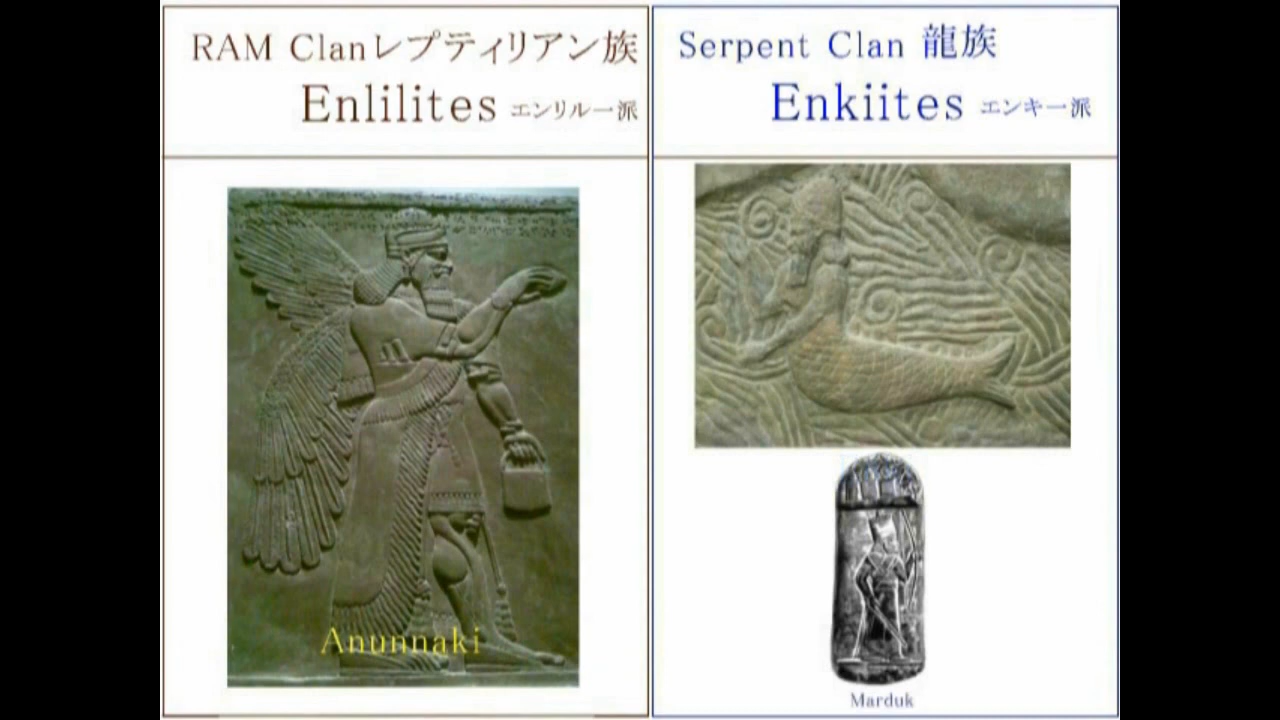 RAM Clanレプティリアン族
Enlilites エンリル一派
Anunnaki
Serpent Clan 龍族
Enkiites エンキ一派
Marduk